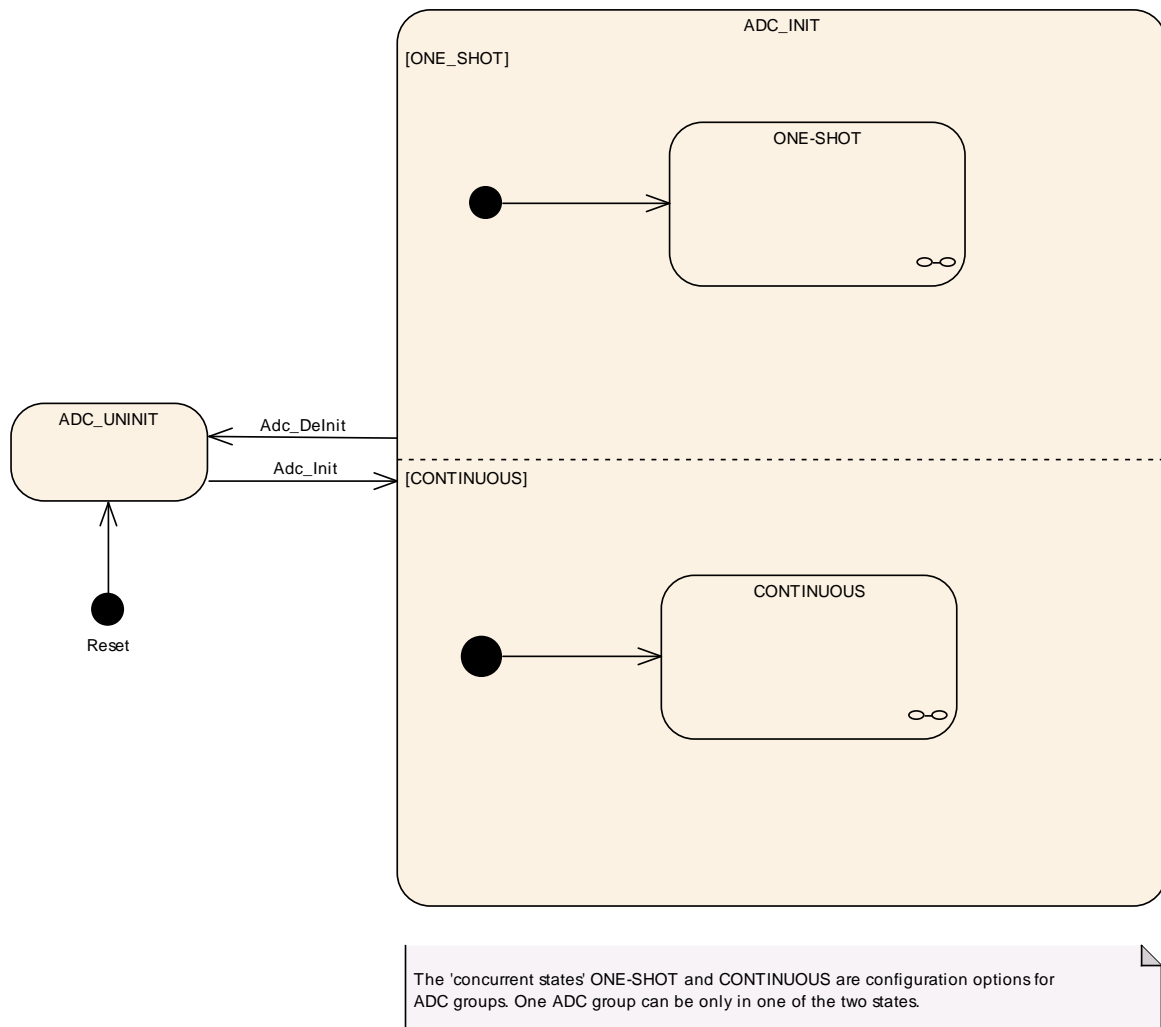 ADC_INIT
[ONE_SHOT]
ONE-SHOT
ADC_UNINIT
Adc_DeInit
Adc_Init
[CONTINUOUS]
CONTINUOUS
Reset
The 'concurrent states' ONE-SHOT and CONTINUOUS are configuration options for
ADC groups. One ADC group can be only in one of the two states.